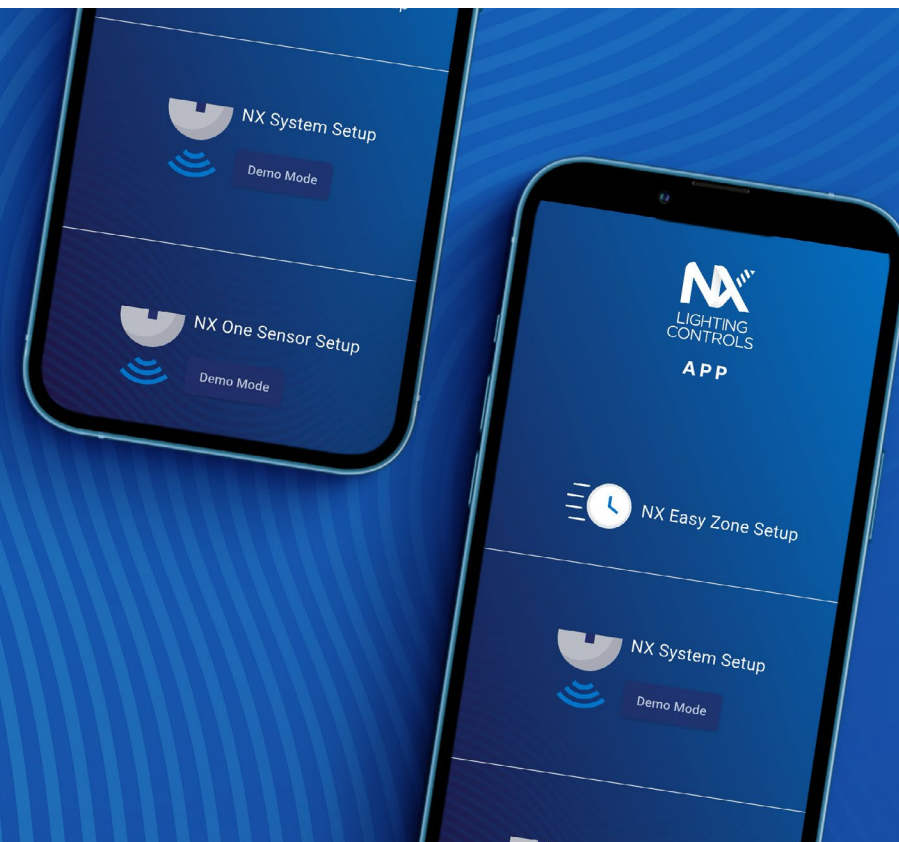 NX System Setup
Demo Mode
NX One Sensor Setup
Demo Mode
NX
LIGHTING
CONTROLS
APP
NX Easy Zone Setup
NX System Setup
Demo Mode